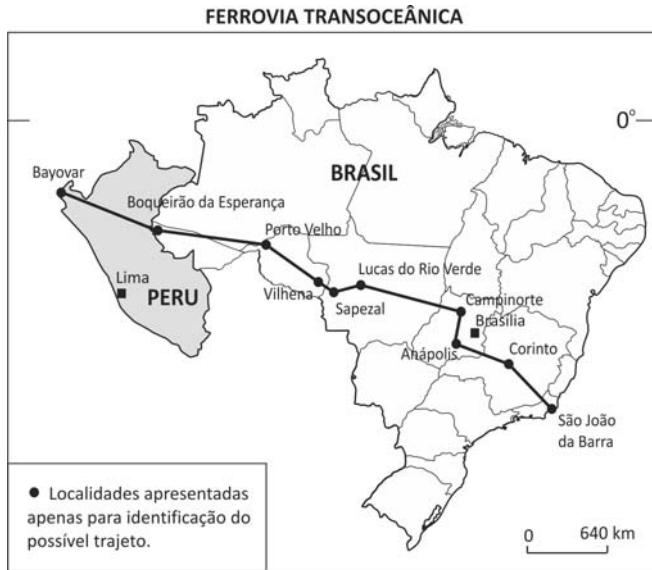 FERROVIA TRANSOCEÂNICA
0°
Bayovar
BRASIL
Boqueirão da Esperança
Porto Velho
Lima
Lucas do Rio Verde
PERU
Vilhena
Sapezal
Campinorte
Brasília
Anápolis
Corinto
São João
da Barra
● Localidades apresentadas
apenas para identificação do
possível trajeto.
0 640 km